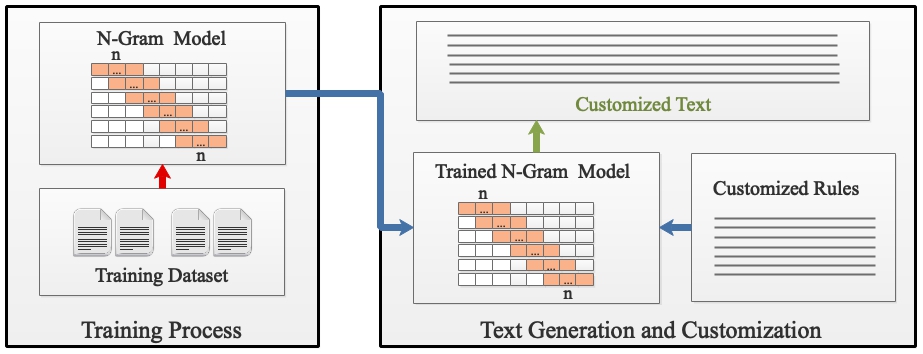 N-Gram Model
n
...
...
...
...
...
...
n
Training Dataset
Training Process
Customized Text
Trained N-Gram Model
n
...
...
...
...
...
...
n
Customized Rules
Text Generation and Customization